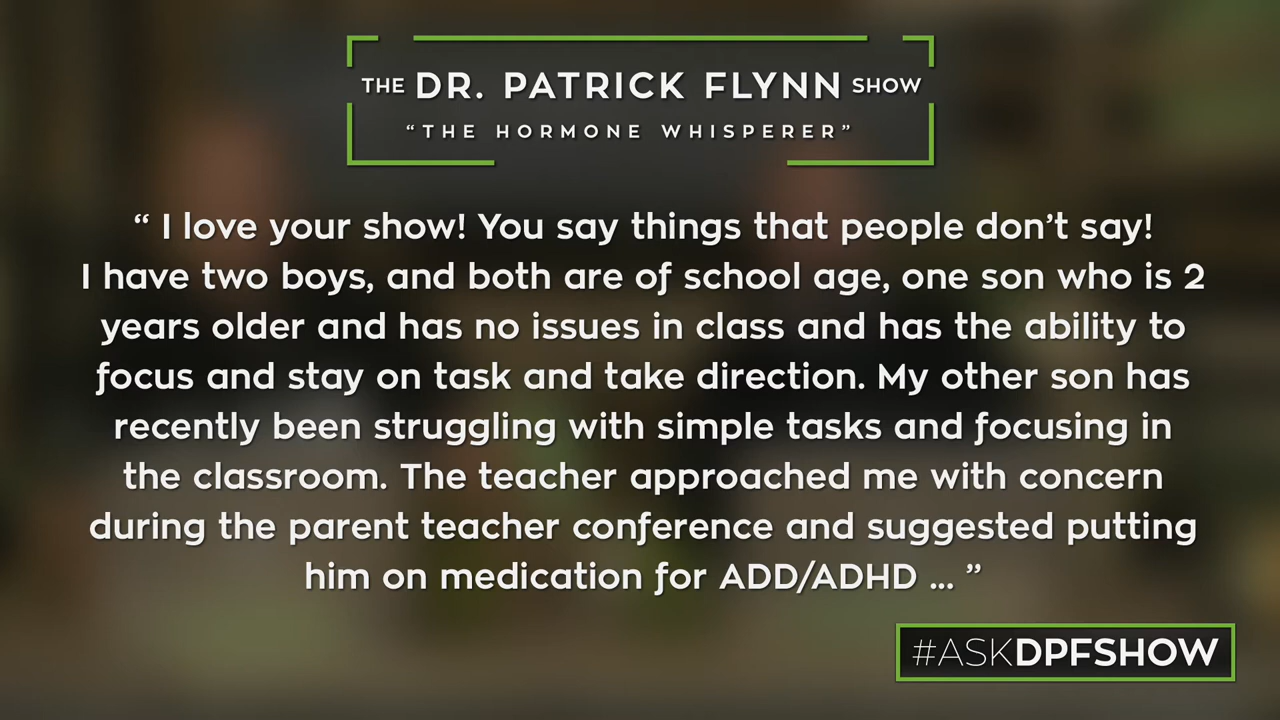 THE DR. PATRICK FLYNN SHOW
“THE HORMONE WHISPERER”
“ I love your show! You say things that people don’t say!
I have two boys, and both are of school age, one son who is 2
years older and has no issues in class and has the ability to
focus and stay on task and take direction. My other son has
recently been struggling with simple tasks and focusing in
the classroom. The teacher approached me with concern
during the parent teacher conference and suggested putting
him on medication for ADD/ADHD ... ”
#ASKDPFSHOW